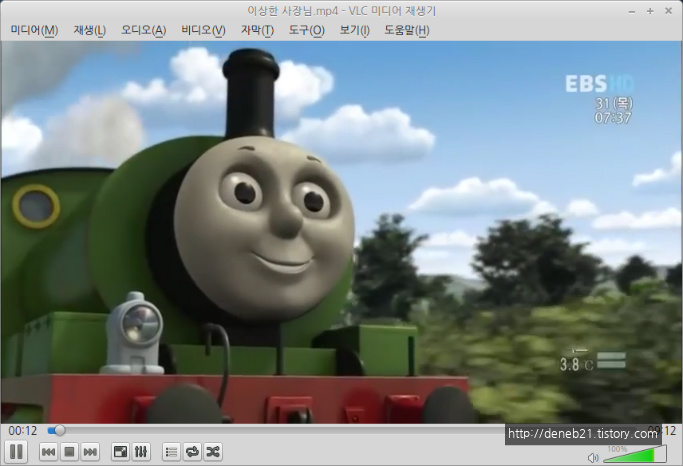 이상한 사장님.mp4 - VLC 미디어 재생기
미디어(M) 재생(L) 오디오(A) 비디오(V) 자막(T) 도구(O) 보기(I) 도움말(H)
EBS HD
31(목)
07:37
3.8 C
00:12
09:12
http://deneb21.tistory.com
100%